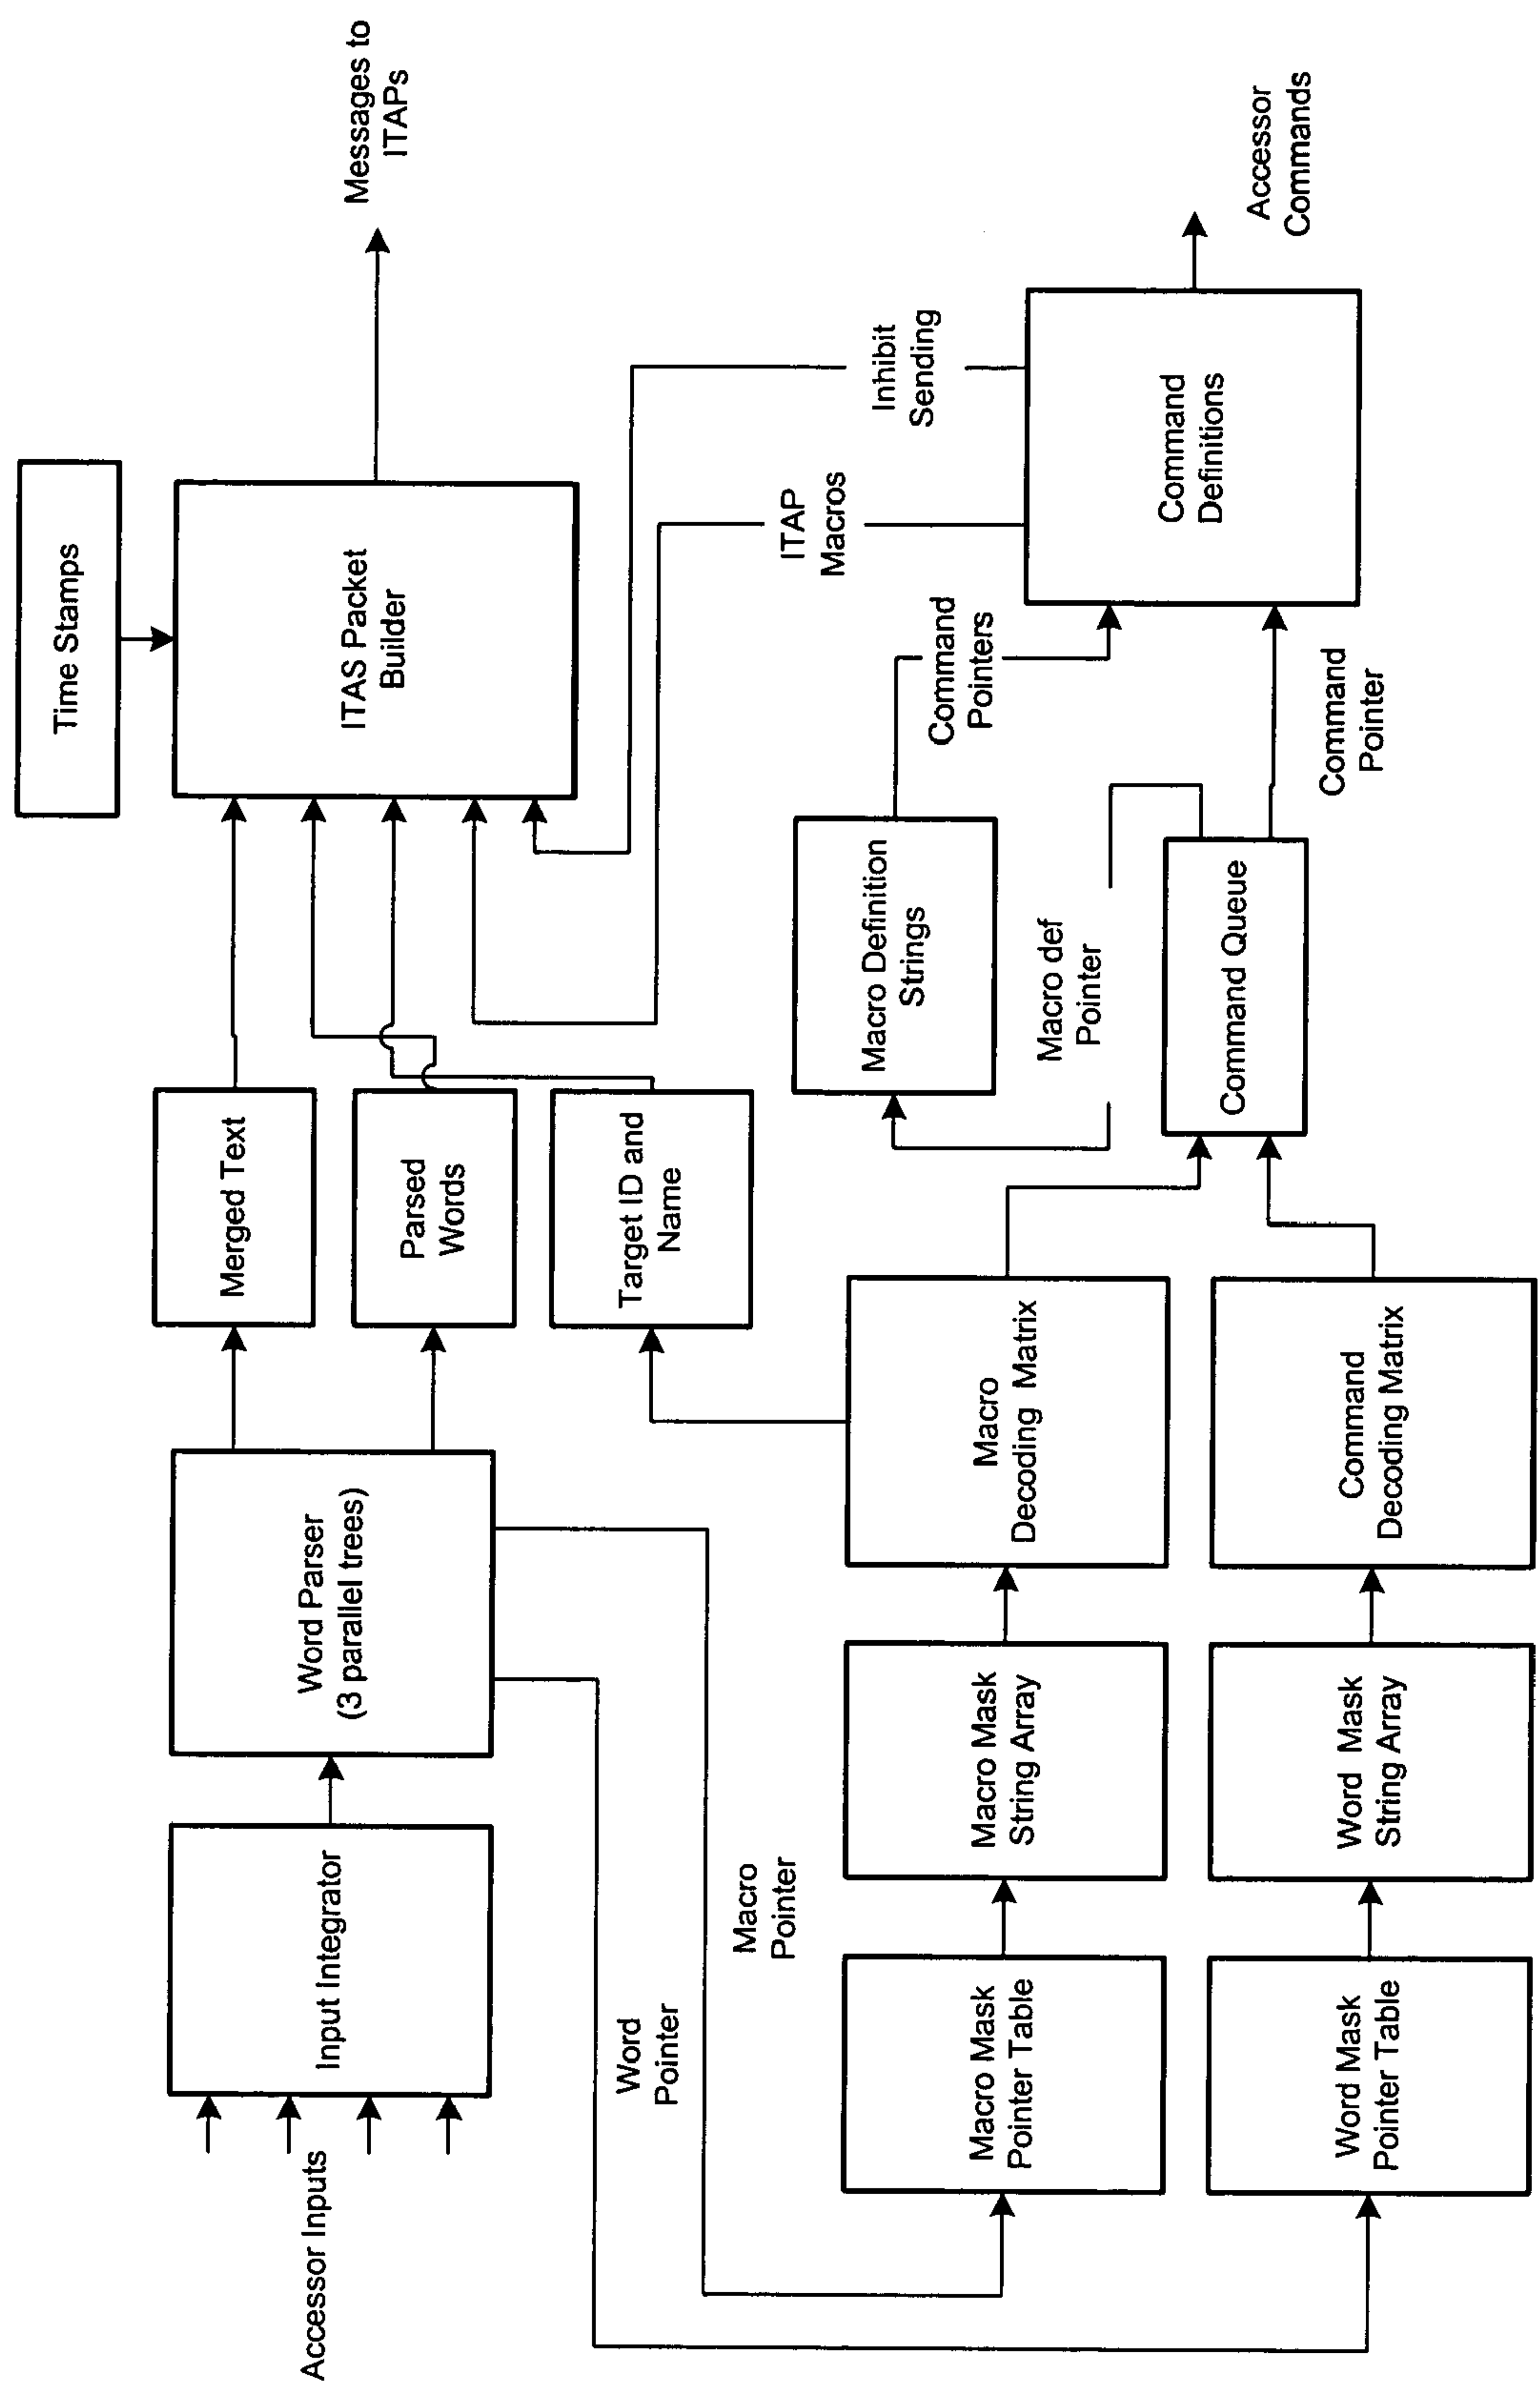 Accessor Inputs
Input Integrator
Word Parser
(3 parallel trees)
Merged Text
Parsed
Words
Target ID and
Name
Time Stamps
ITAS Packet
Builder
Messages to
ITAPs
Word
Pointer
Macro
Pointer
Macro Mask
Pointer Table
Macro Mask
String Array
Macro
Decoding Matrix
Word Mask
Pointer Table
Word Mask
String Array
Command
Decoding Matrix
Macro Definition
Strings
Macro def
Pointer
Command Queue
Command
Pointers
Command
Pointer
ITAP
Macros
Inhibit
Sending
Command
Definitions
Accessor
Commands